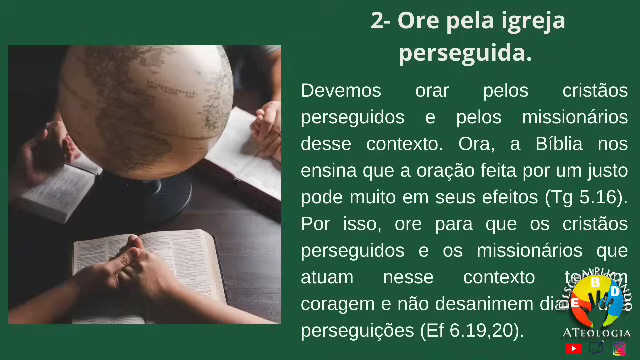 2- Ore pela igreja
perseguida.
Devemos orar pelos cristãos
perseguidos e pelos missionários
desse contexto. Ora, a Bíblia nos
ensina que a oração feita por um justo
pode muito em seus efeitos (Tg 5.16).
Por isso, ore para que os cristãos
perseguidos e os missionários que
atuam nesse contexto
coragem e não desanimem
perseguições (Ef 6.19,20).
DESCOMPLICANDO
EBD
ATEOLOGIA